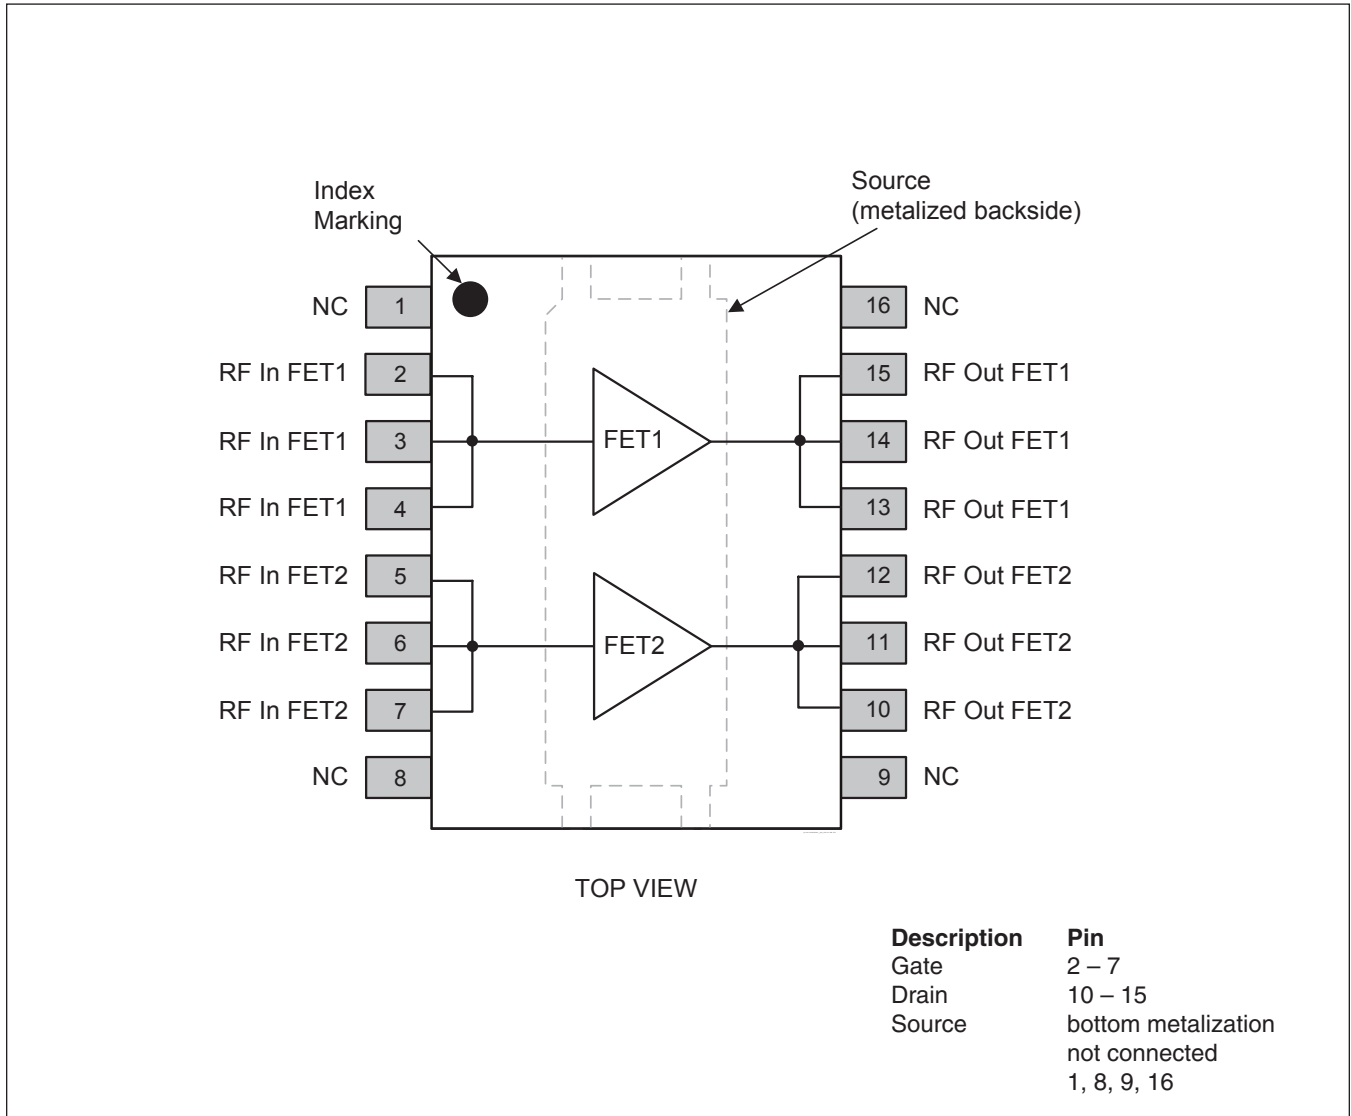 Index
Marking
Source
(metalized backside)
NC 1 16 NC
RF In FET1 2 15 RF Out FET1
RF In FET1 3 FET1 14 RF Out FET1
RF In FET1 4 13 RF Out FET1
RF In FET2 5 12 RF Out FET2
RF In FET2 6 FET2 11 RF Out FET2
RF In FET2 7 10 RF Out FET2
NC 8 9 NC
TOP VIEW
Description Pin
Gate 2 – 7
Drain 10 – 15
Source bottom metalization
not connected
1, 8, 9, 16